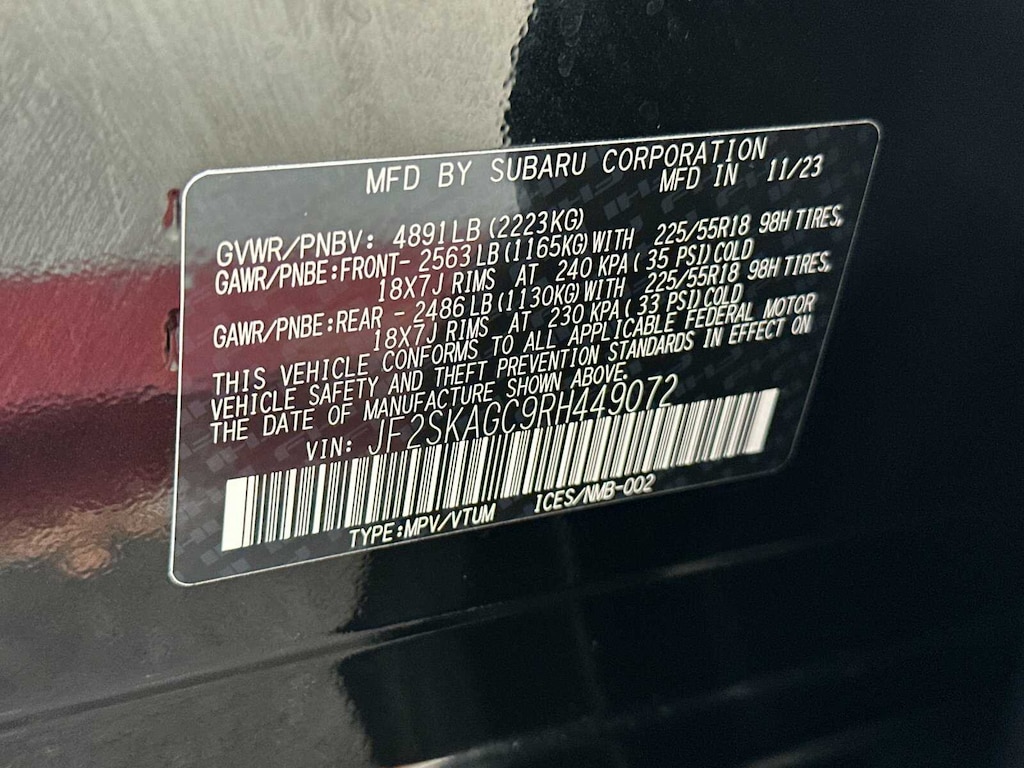 MFD BY SUBARU CORPORATION
MFD IN 11/23
GVWR/PNBV: 4891LB(2223KG)
GAWR/PNBE:FRONT- 2563LB(1165KG)WITH 225/55R18 98H TIRES,
18X7J RIMS AT 240 KPA(35 PSI)COLD
GAWR/PNBE:REAR - 2486LB(1130KG)WITH 225/55R18 98H TIRES,
18X7J RIMS AT 230 KPA(33 PSI)COLD
THIS VEHICLE CONFORMS TO ALL APPLICABLE FEDERAL MOTOR
VEHICLE SAFETY AND THEFT PREVENTION STANDARDS IN EFFECT ON
THE DATE OF MANUFACTURE SHOWN ABOVE.
VIN: JF2SKAGC9RH449072
TYPE:MPV/VTUM ICES/NMB-002